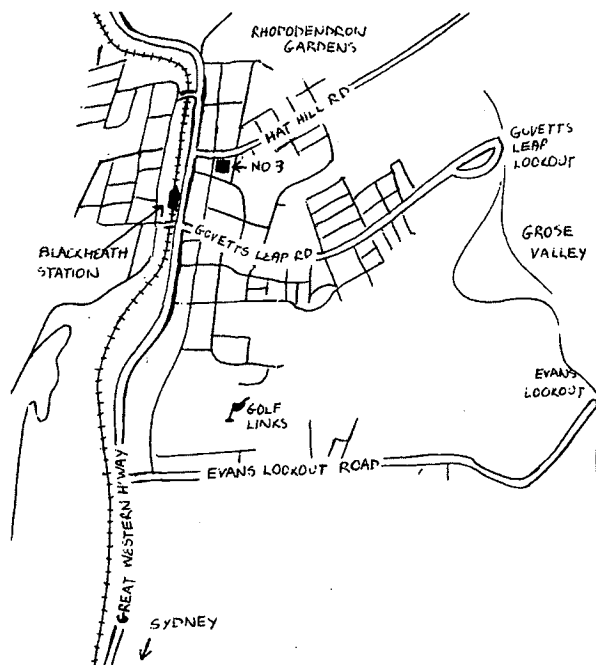 RHODODENDRON
GARDENS
HAT HILL RD
NO 3
GOVETTS
LEAP
LOOKOUT
BLACKHEATH
STATION
GOVETTS LEAP RD
GROSE
VALLEY
EVANS
LOOKOUT
GOLF
LINKS
EVANS LOOKOUT ROAD
GREAT WESTERN H'WAY
SYDNEY